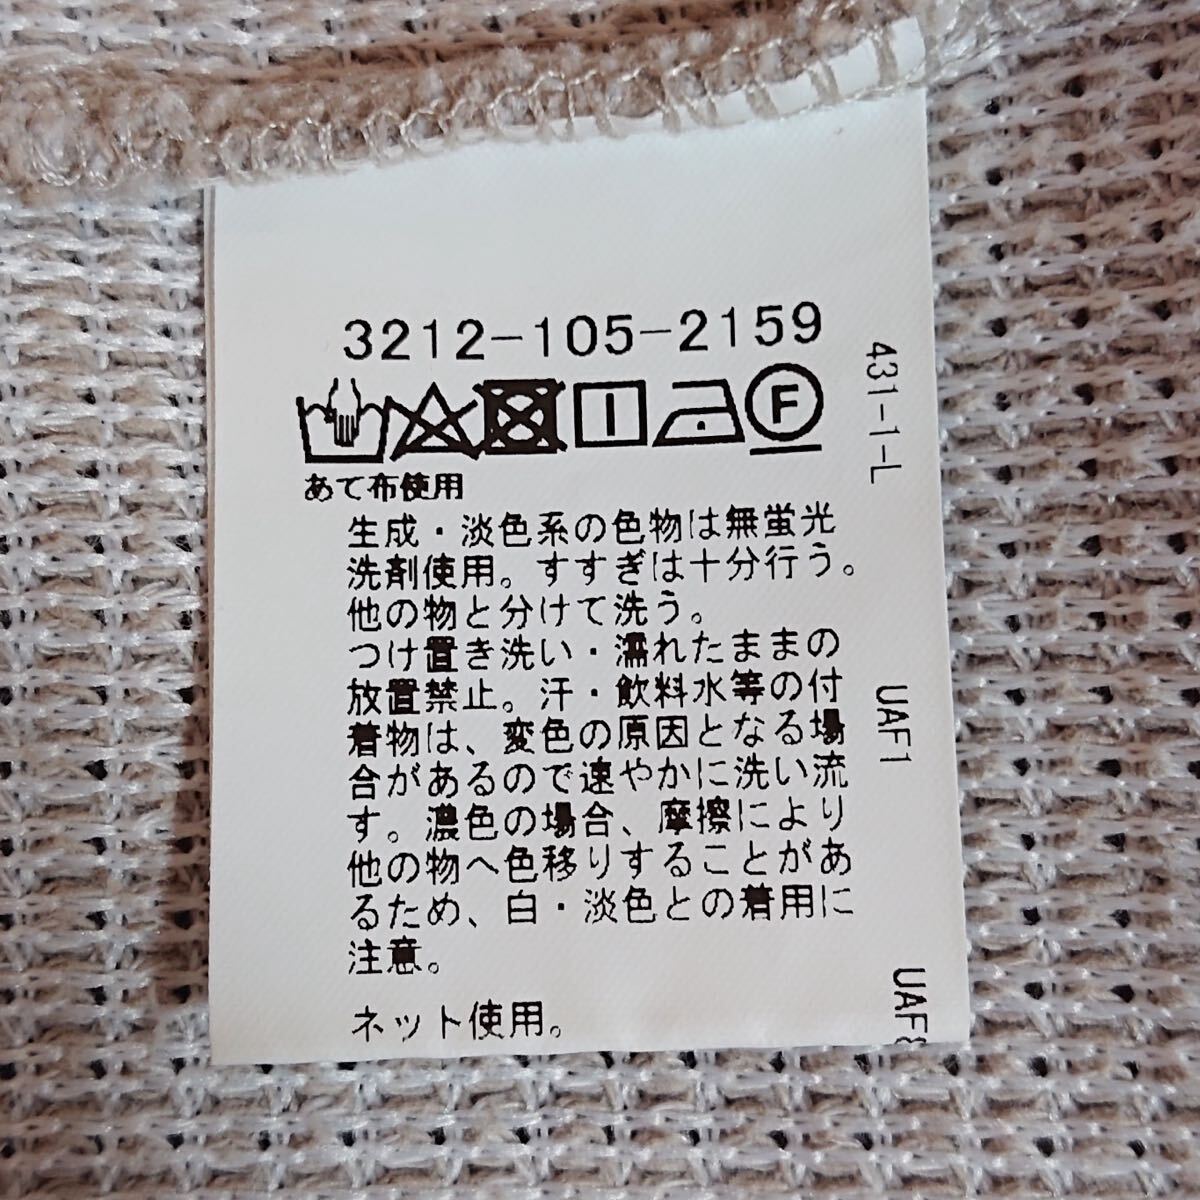 3212-105-2159
F
あて布使用
生成・淡色系の色物は無蛍光
洗剤使用。すすぎは十分行う。
他の物と分けて洗う。
つけ置き洗い・濡れたままの
放置禁止。汗・飲料水等の付
着物は、変色の原因となる場
合があるので速やかに洗い流
す。濃色の場合、摩擦により
他の物へ色移りすることがあ
るため、白・淡色との着用に
注意。
ネット使用。
431-1-L
UAF1
UAF